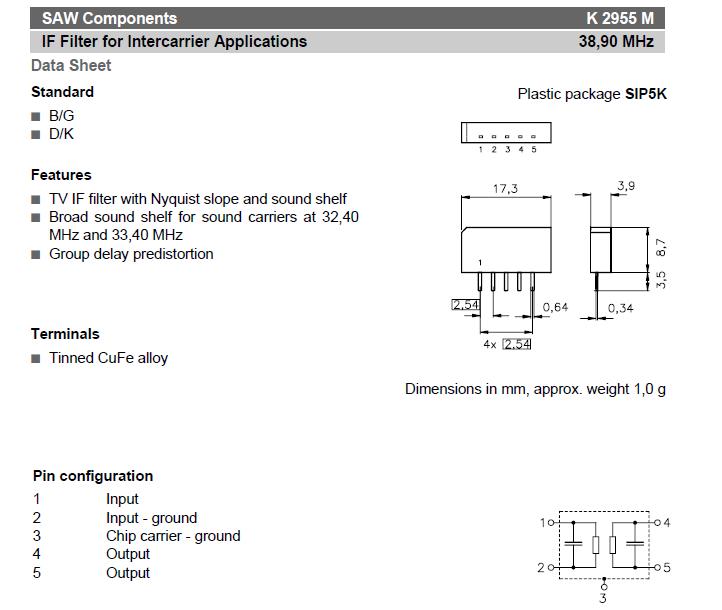 SAW Components K 2955 M
IF Filter for Intercarrier Applications 38,90 MHz
Data Sheet
Standard
B/G
D/K
Plastic package SIP5K
1 2 3 4 5
Features
TV IF filter with Nyquist slope and sound shelf
Broad sound shelf for sound carriers at 32,40
MHz and 33,40 MHz
Group delay predistortion
17,3
3,9
1
8,7
3,5
2,54
0,64
0,34
4x 2,54
Terminals
Tinned CuFe alloy
Dimensions in mm, approx. weight 1,0 g
Pin configuration
1 Input
2 Input - ground
3 Chip carrier - ground
4 Output
5 Output
1 4
2 5
3